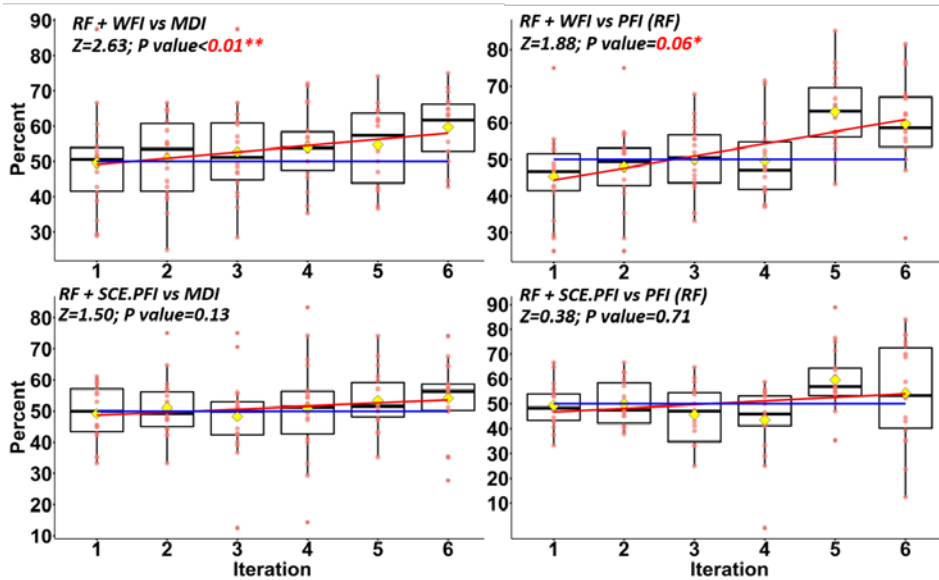 RF + WFI vs MDI
Z=2.63; P value<0.01**
90
80
70
60
50
40
30
Percent
1 2 3 4 5 6
RF + WFI vs PFI (RF)
Z=1.88; P value=0.06*
90
80
70
60
50
40
30
1 2 3 4 5 6
RF + SCE.PFI vs MDI
Z=1.50; P value=0.13
80
70
60
50
40
30
20
10
Percent
1 2 3 4 5 6
Iteration
RF + SCE.PFI vs PFI (RF)
Z=0.38; P value=0.71
90
80
70
60
50
40
30
20
10
1 2 3 4 5 6
Iteration